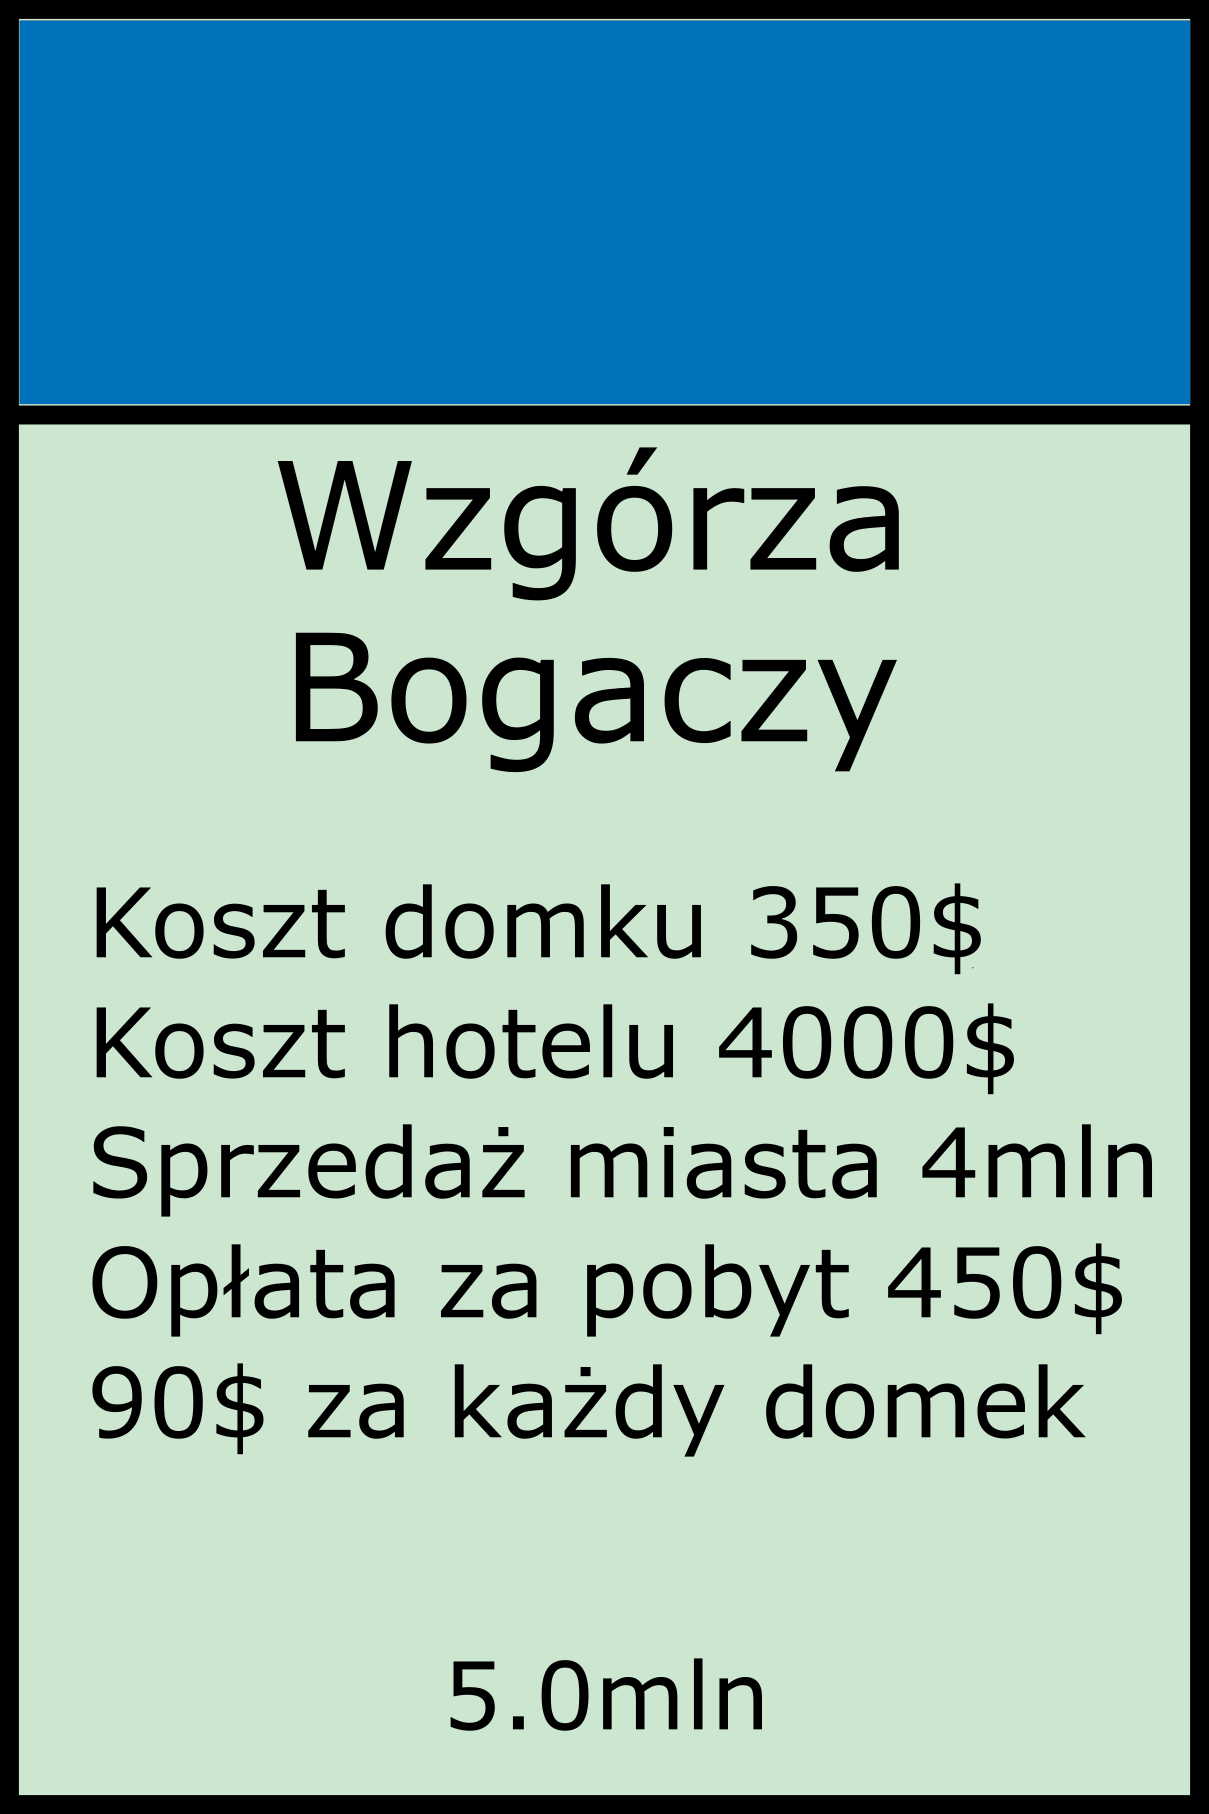 Wzgórza
Bogaczy
Koszt domku 350$
Koszt hotelu 4000$
Sprzedaż miasta 4mln
Opłata za pobyt 450$
90$ za każdy domek
5.0mln